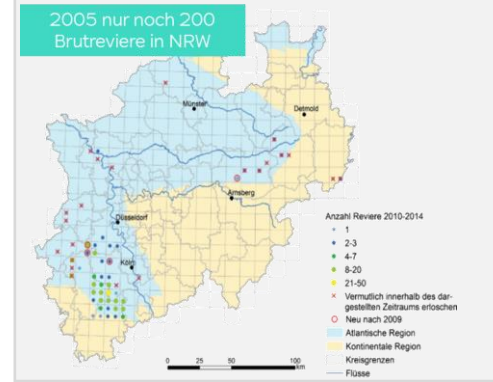 2005 nur noch 200
Brutreviere in NRW
Münster
Detmold
Arnsberg
Düsseldorf
Köln
Anzahl Reviere 2010-2014
1
2-3
4-7
8-20
21-50
Vermutlich innerhalb des dar-
gestellten Zeitraums erloschen
Neu nach 2009
Atlantische Region
Kontinentale Region
Kreisgrenzen
Flüsse
0 25 50 100
km